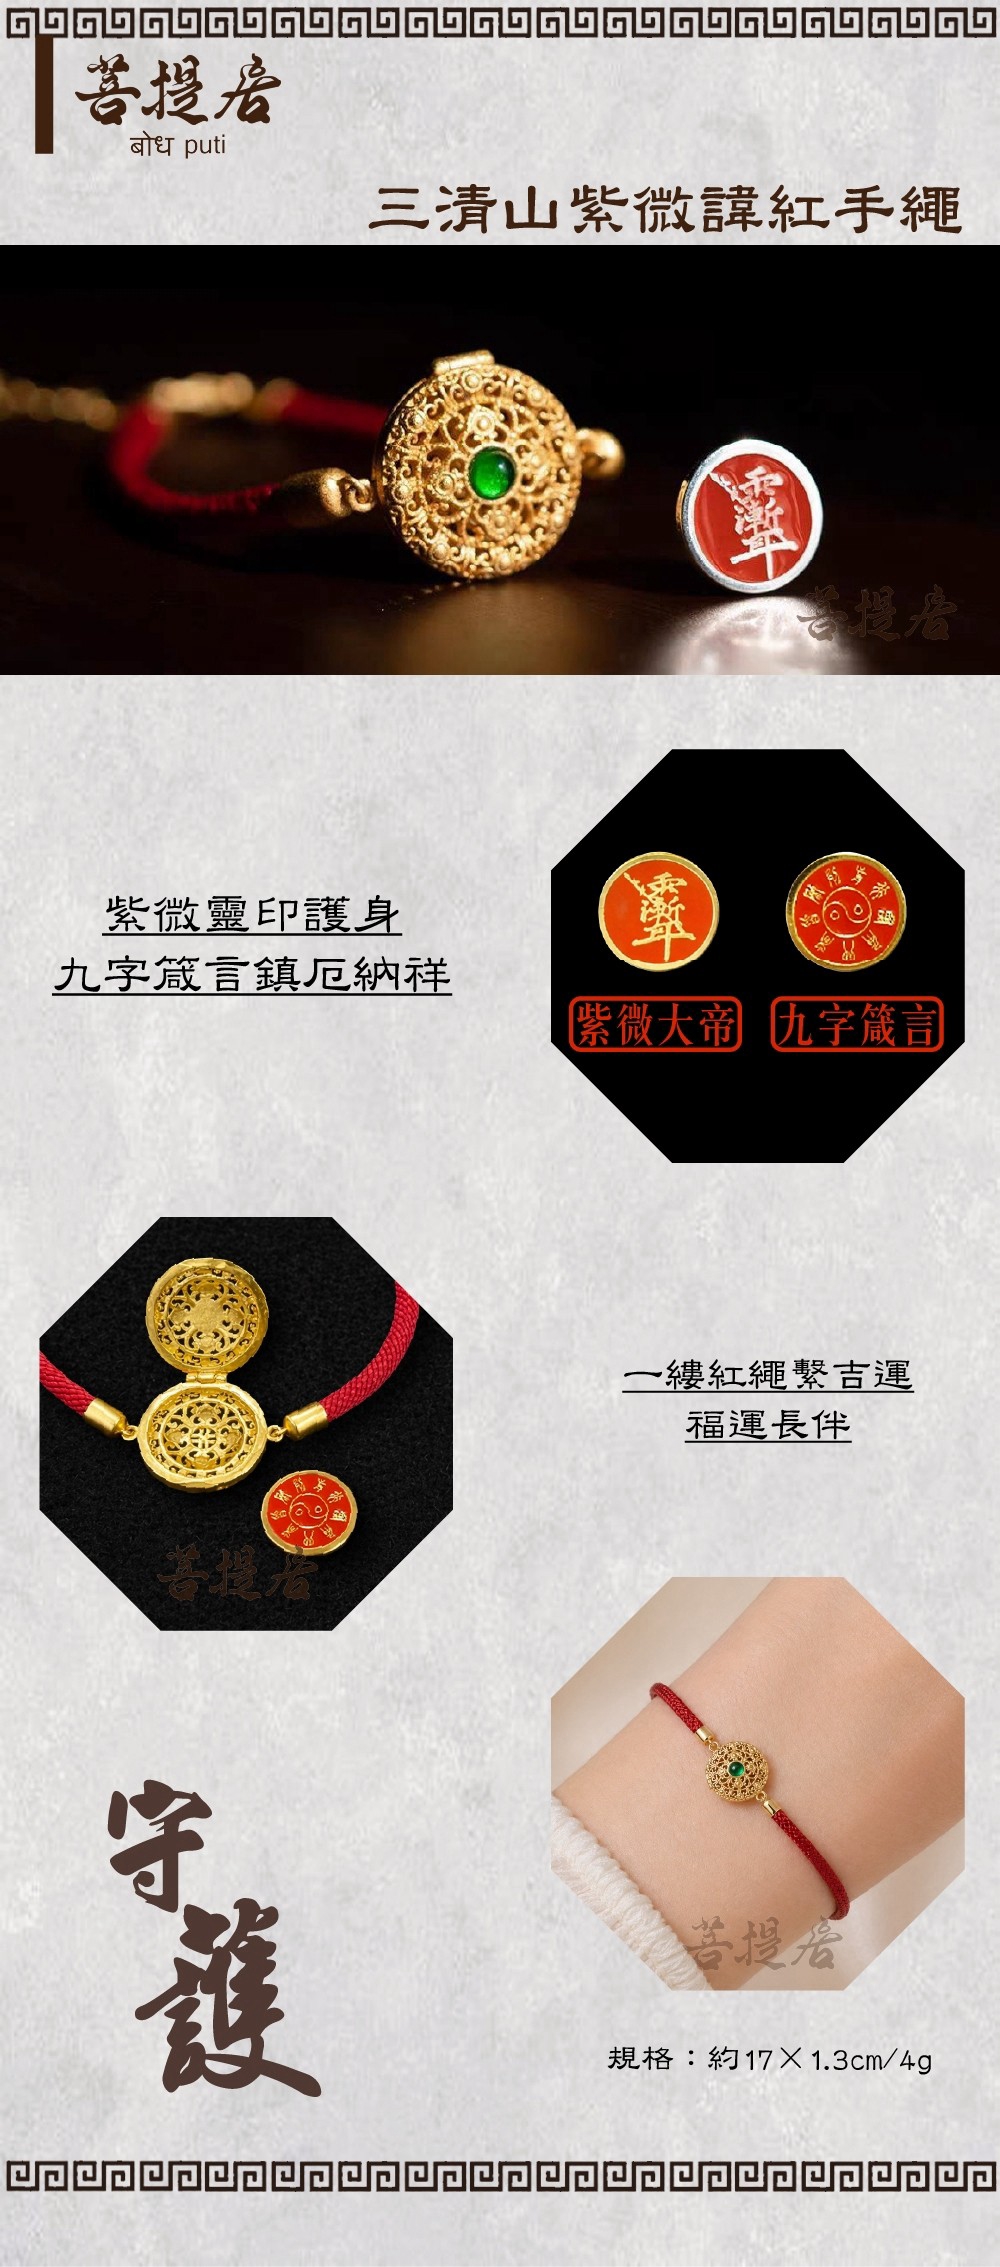 菩提居
बोध puti
三清山紫微諱紅手繩
菩提居
紫微靈印護身
九字箴言鎮厄納祥
紫微大帝
九字箴言
一縷紅繩繫吉運
福運長伴
菩提居
菩提居
守護
規格：約17×1.3cm/4g